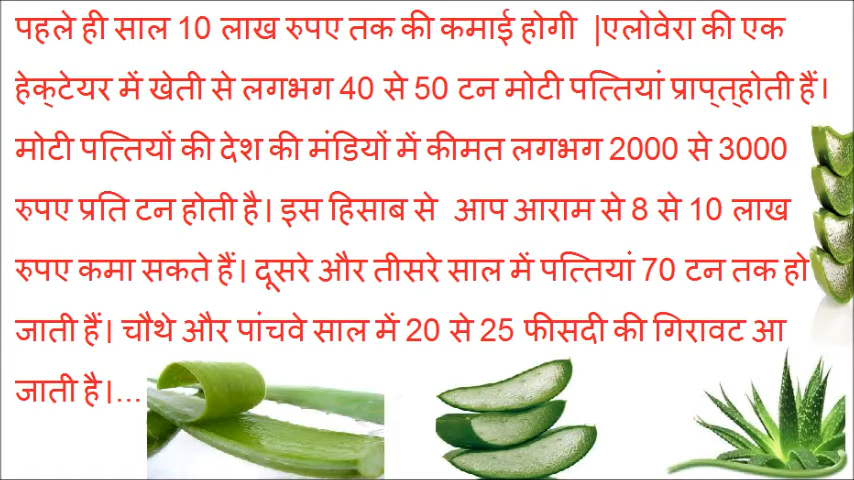 पहले ही साल 10 लाख रुपए तक की कमाई होगी |एलोवेरा की एक
हेक्‍टेयर में खेती से लगभग 40 से 50 टन मोटी पत्‍तियां प्राप्‍त्‍होती हैं।
मोटी पत्‍तियों की देश की मंडियों में कीमत लगभग 2000 से 3000
रुपए प्रति टन होती है। इस हिसाब से आप आराम से 8 से 10 लाख
रुपए कमा सकते हैं। दूसरे और तीसरे साल में पत्‍तियां 70 टन तक हो
जाती हैं। चौथे और पांचवे साल में 20 से 25 फीसदी की गिरावट आ
जाती है।...